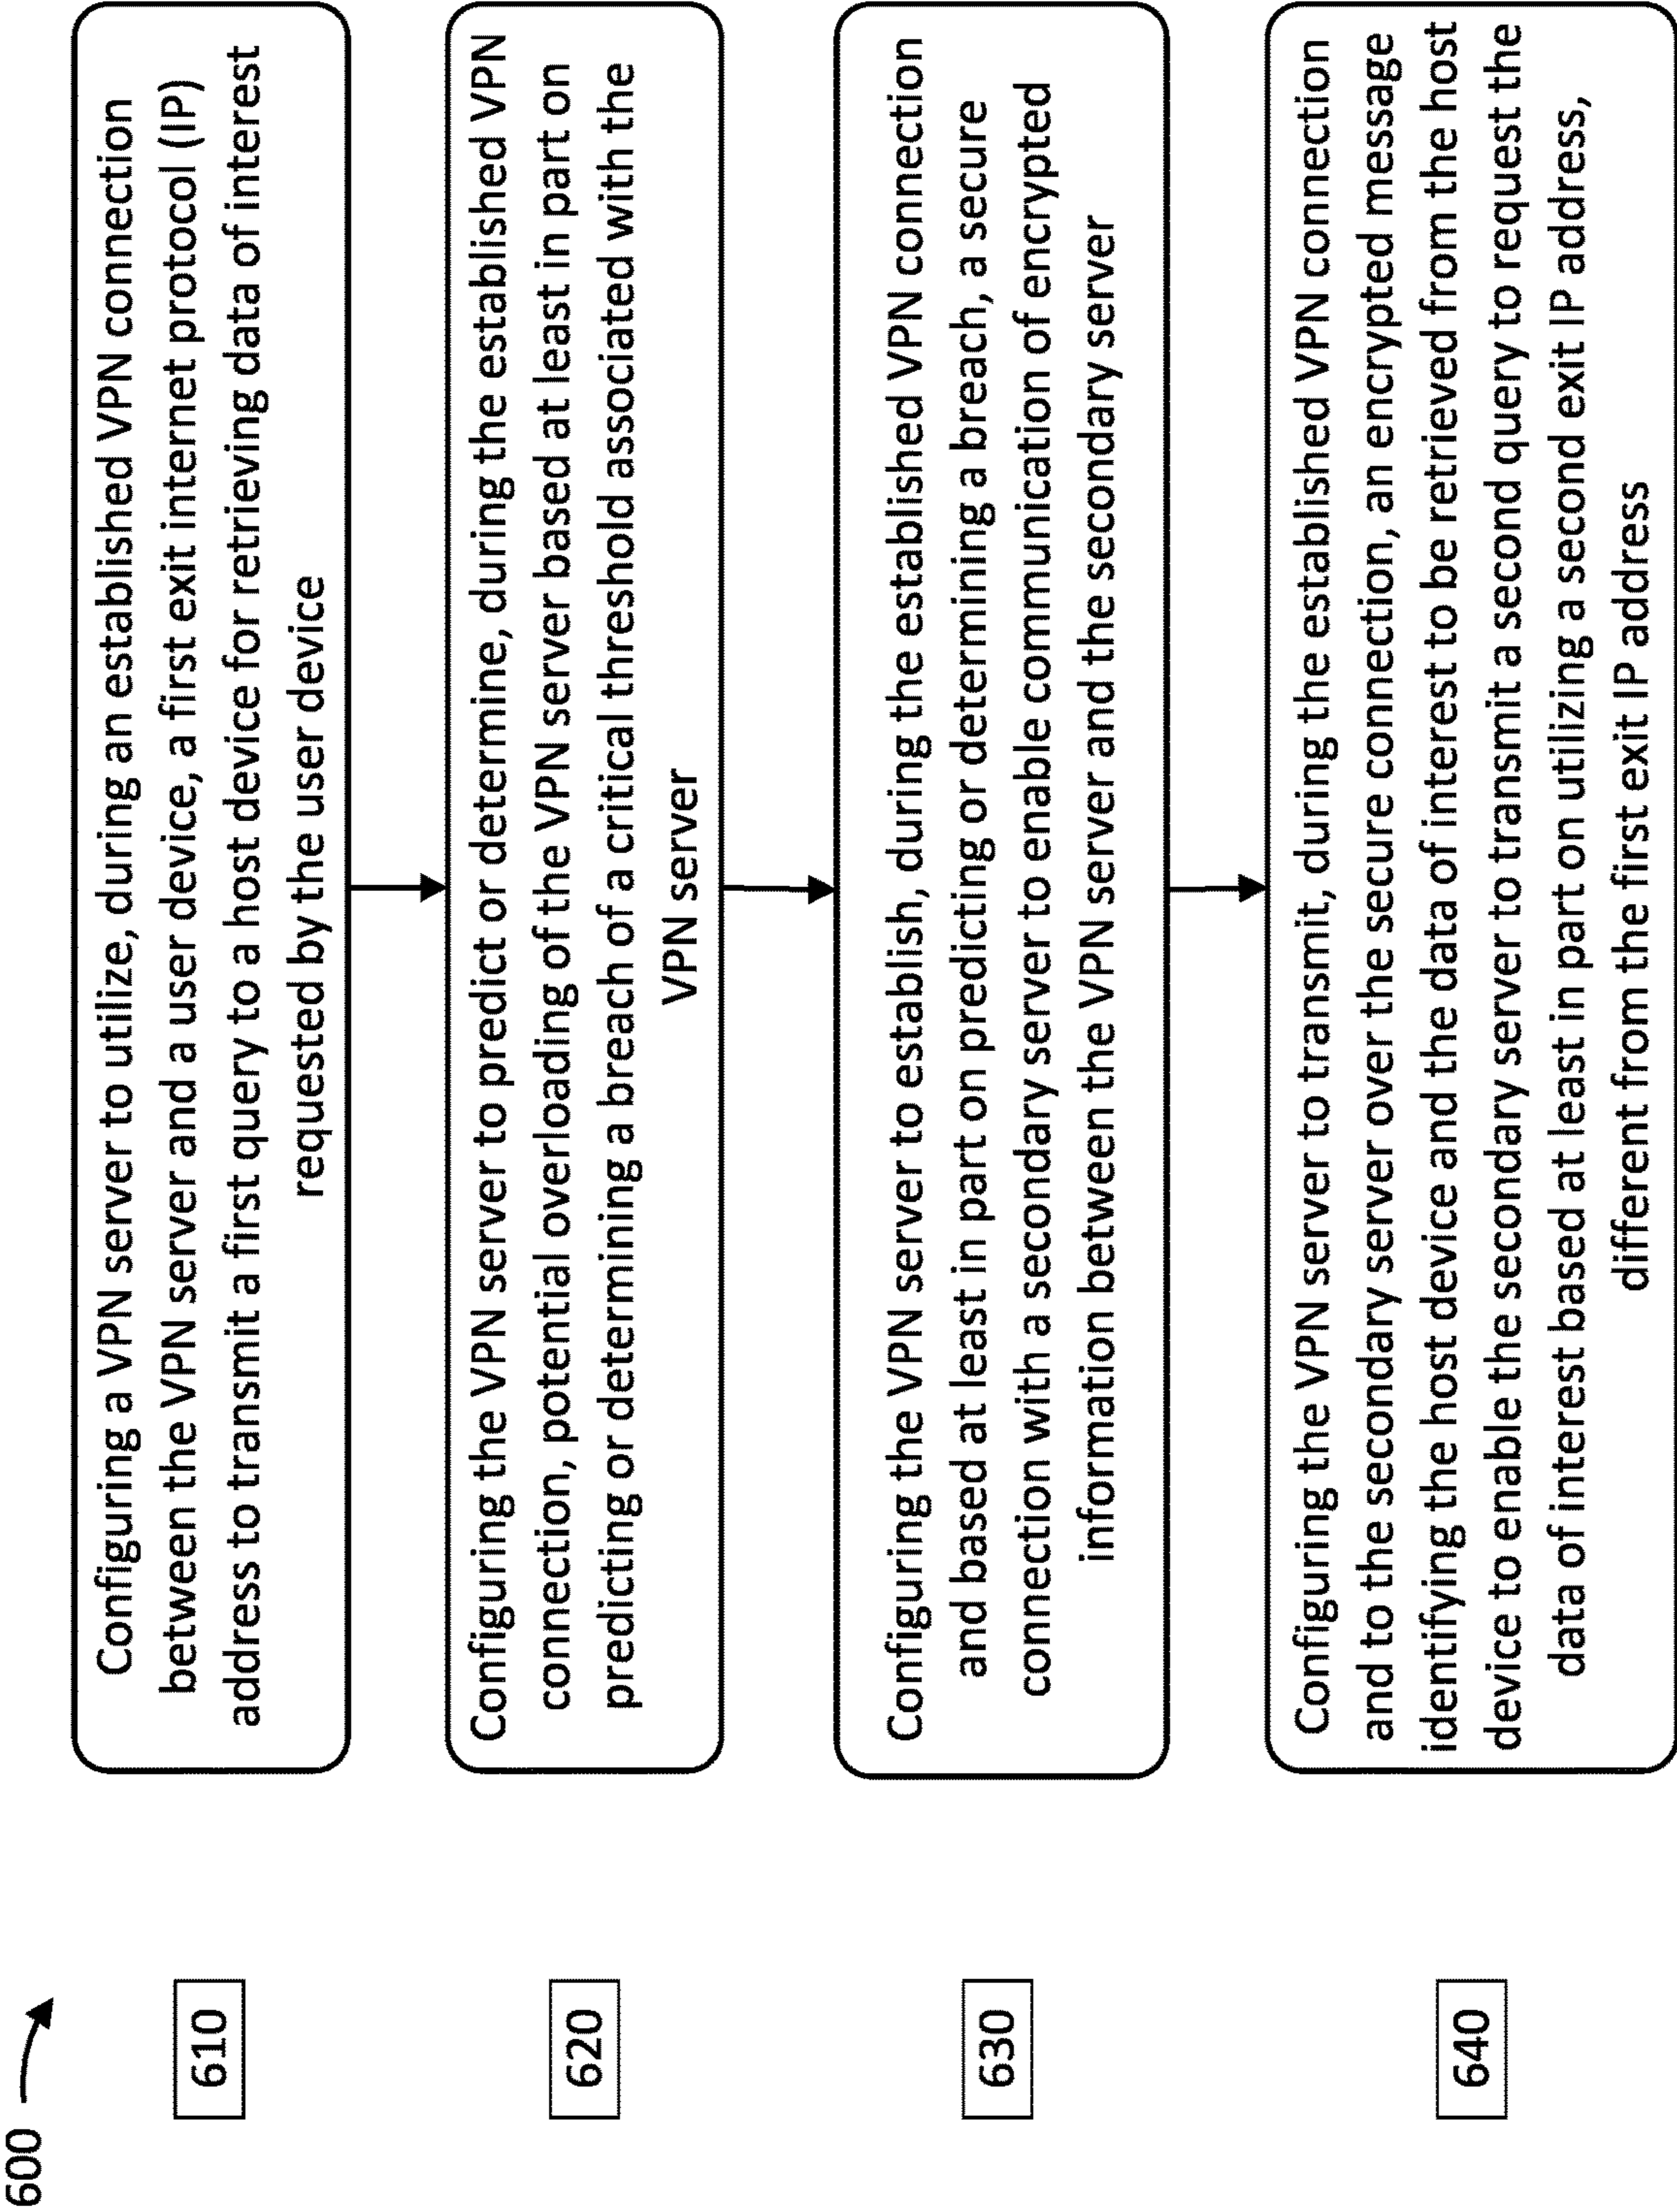 600
610
Configuring a VPN server to utilize, during an established VPN connection
between the VPN server and a user device, a first exit internet protocol (IP)
address to transmit a first query to a host device for retrieving data of interest
requested by the user device
620
Configuring the VPN server to predict or determine, during the established VPN
connection, potential overloading of the VPN server based at least in part on
predicting or determining a breach of a critical threshold associated with the
VPN server
630
Configuring the VPN server to establish, during the established VPN connection
and based at least in part on predicting or determining a breach, a secure
connection with a secondary server to enable communication of encrypted
information between the VPN server and the secondary server
640
Configuring the VPN server to transmit, during the established VPN connection
and to the secondary server over the secure connection, an encrypted message
identifying the host device and the data of interest to be retrieved from the host
device to enable the secondary server to transmit a second query to request the
data of interest based at least in part on utilizing a second exit IP address,
different from the first exit IP address